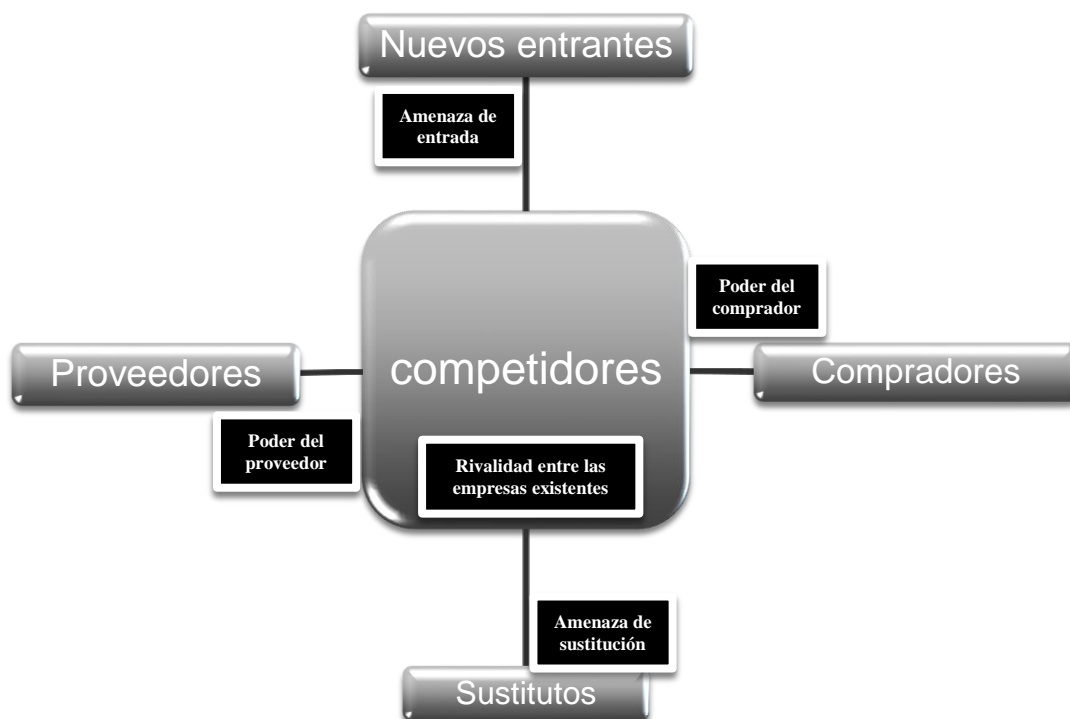 Nuevos entrantes
Amenaza de
entrada
Poder del
comprador
Proveedores
competidores
Compradores
Poder del
proveedor
Rivalidad entre las
empresas existentes
Amenaza de
sustitución
Sustitutos